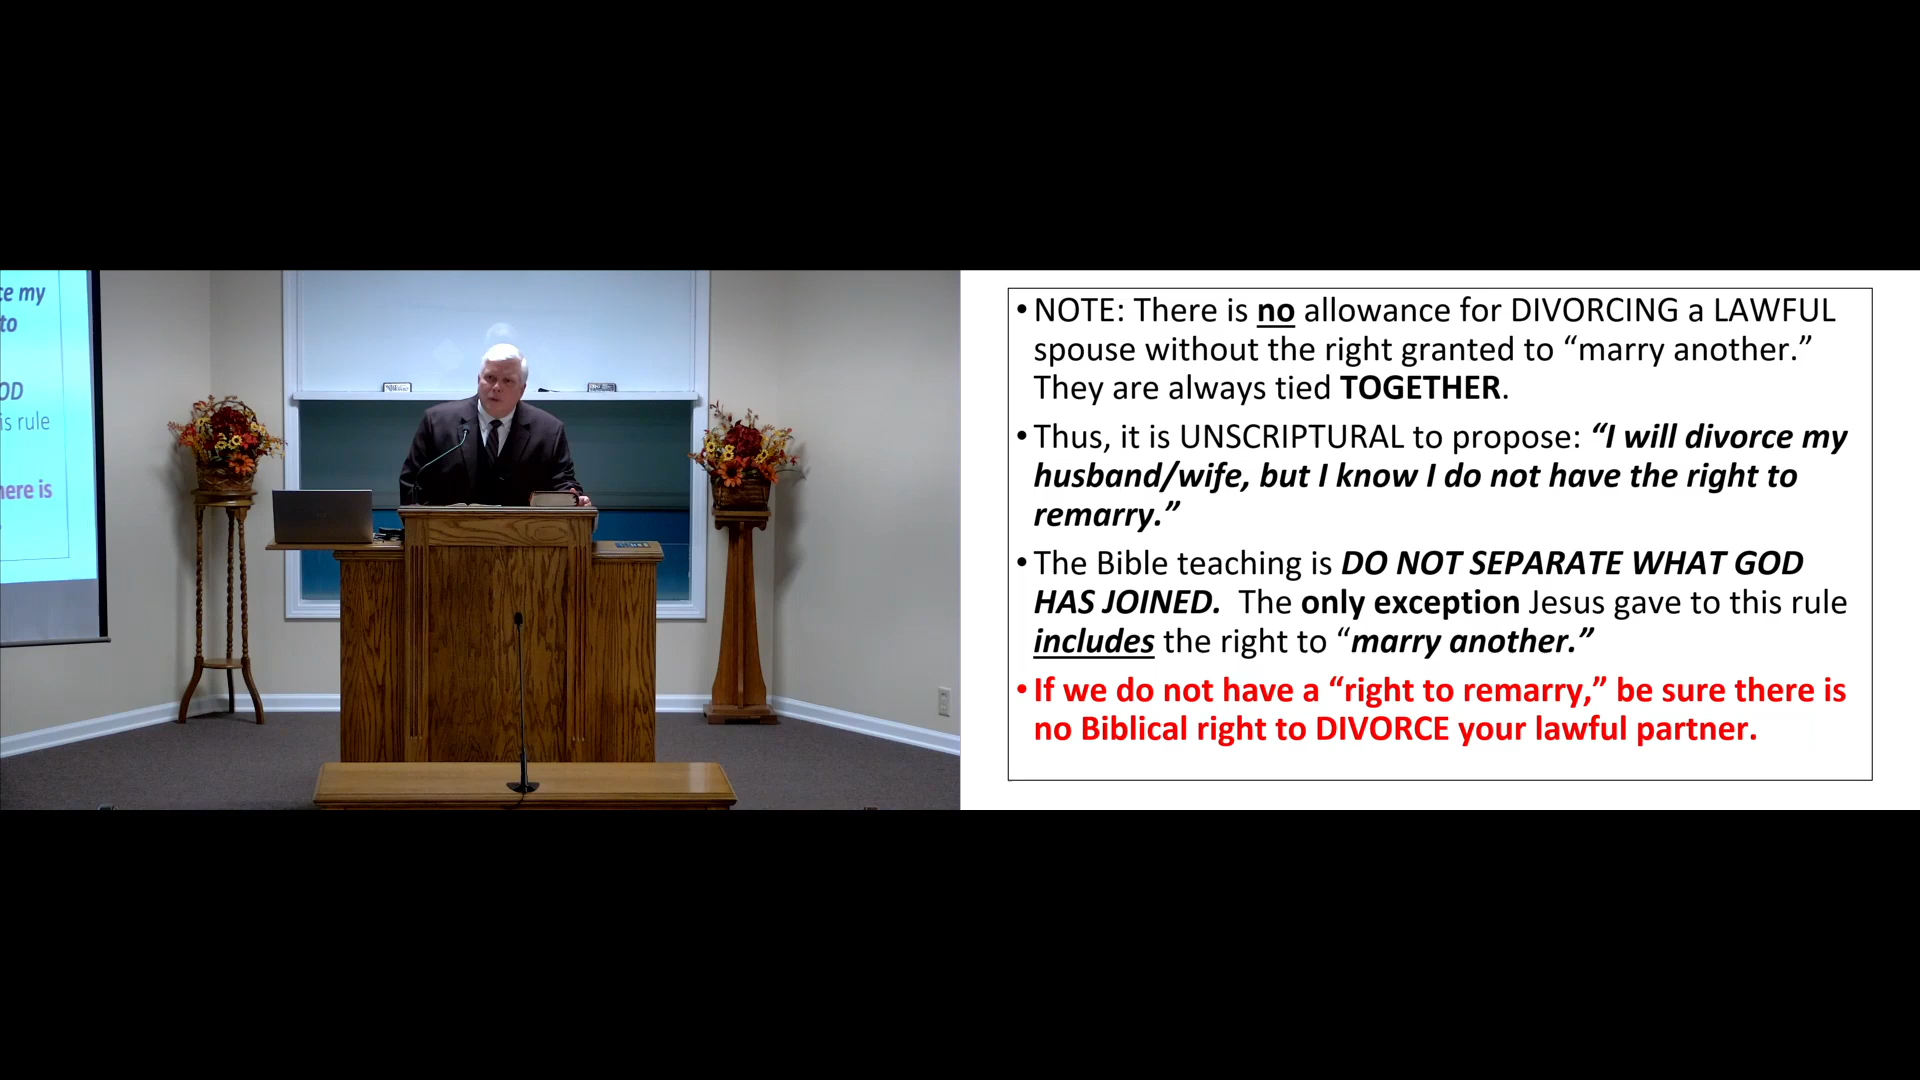 ce my
to
OD
is rule
here is
• NOTE: There is no allowance for DIVORCING a LAWFUL
spouse without the right granted to “marry another.”
They are always tied TOGETHER.
• Thus, it is UNSCRIPTURAL to propose: “I will divorce my
husband/wife, but I know I do not have the right to
remarry.”
• The Bible teaching is DO NOT SEPARATE WHAT GOD
HAS JOINED. The only exception Jesus gave to this rule
includes the right to “marry another.”
• If we do not have a “right to remarry,” be sure there is
no Biblical right to DIVORCE your lawful partner.